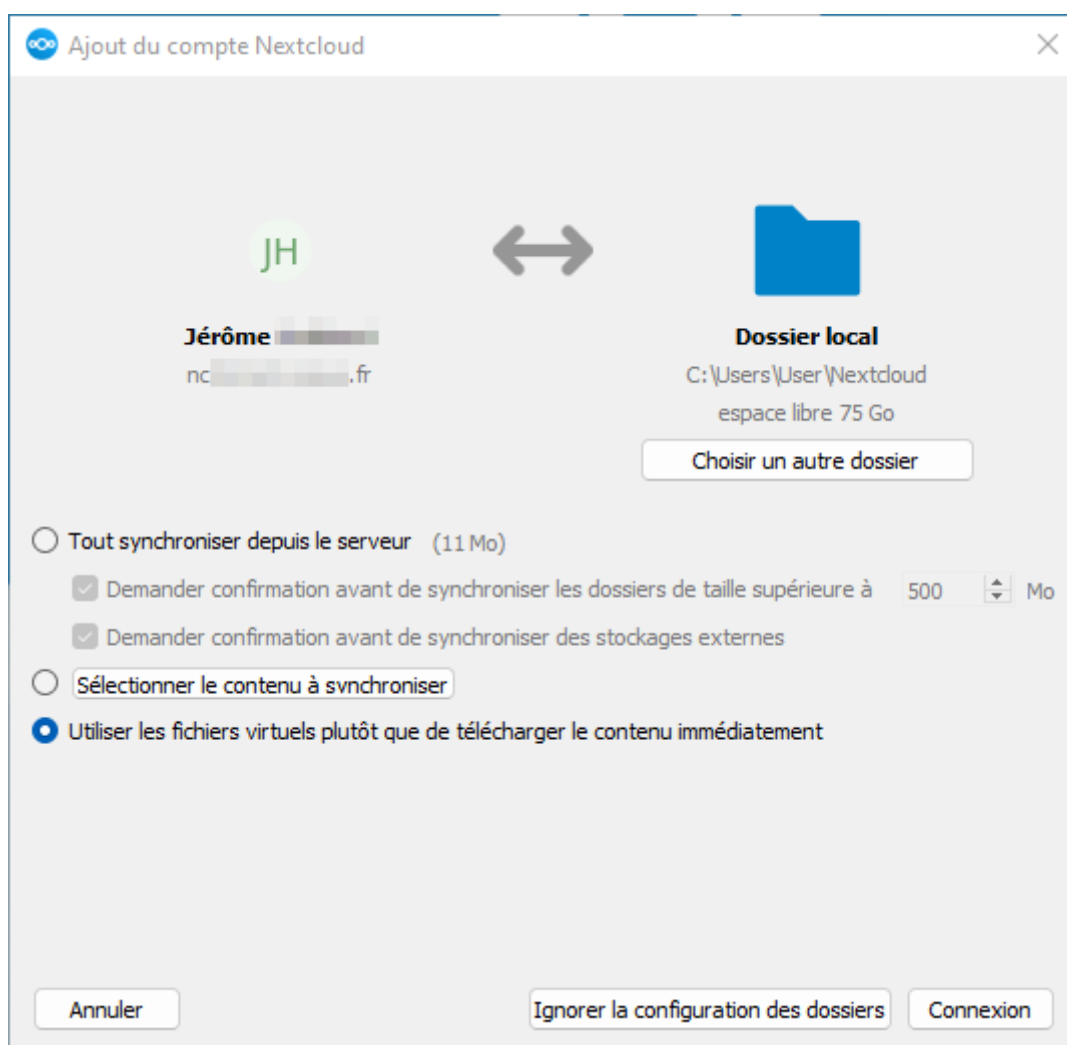 Ajout du compte Nextcloud
JH
Jérôme
nc .fr
Dossier local
C:\Users\User\Nextcloud
espace libre 75 Go
Choisir un autre dossier
Tout synchroniser depuis le serveur (11 Mo)
Demander confirmation avant de synchroniser les dossiers de taille supérieure à 500 Mo
Demander confirmation avant de synchroniser des stockages externes
Sélectionner le contenu à synchroniser
Utiliser les fichiers virtuels plutôt que de télécharger le contenu immédiatement
Annuler
Ignorer la configuration des dossiers
Connexion